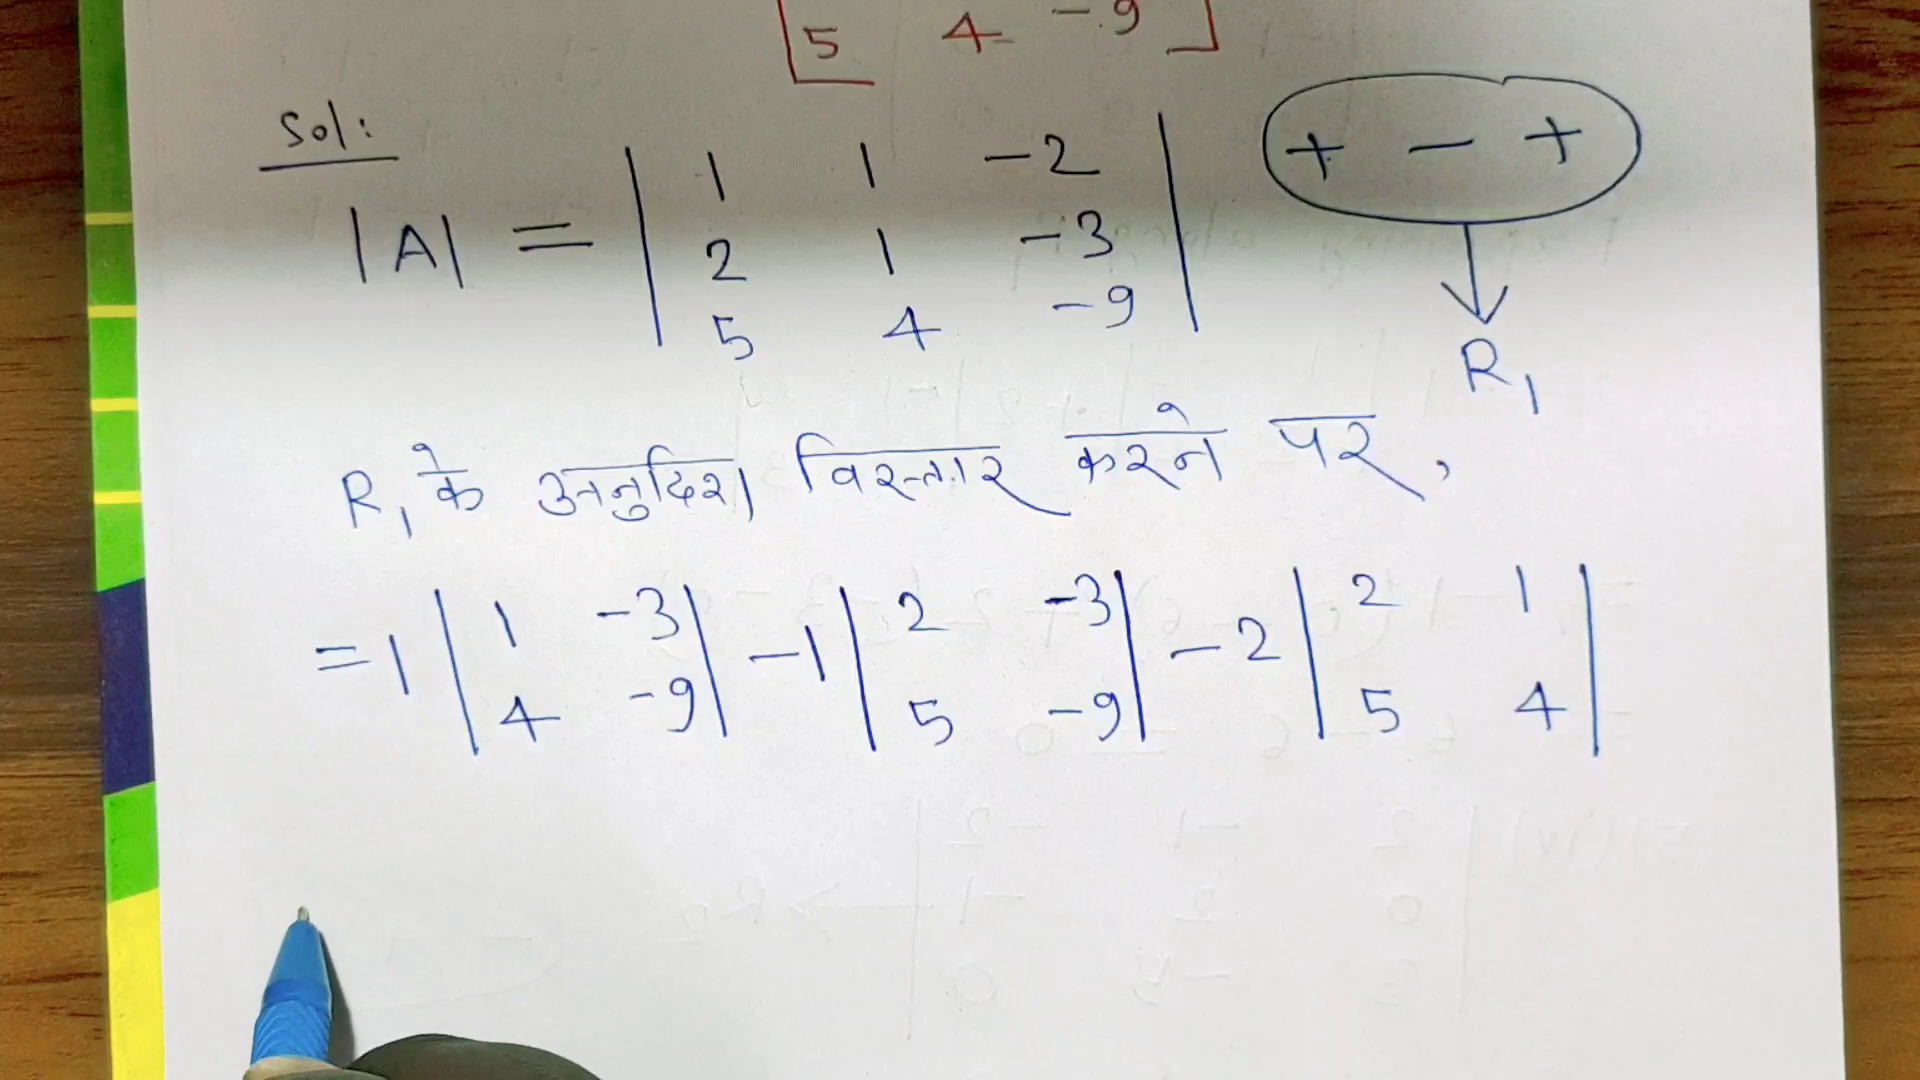 5 4 -9
Sol:
|A| = | 1 1 -2 | + - +
| 2 1 -3 |
| 5 4 -9 |
R₁
R₁ के अनुदिश विस्तार करने पर,
= 1 | 1 -3 | - 1 | 2 -3 | - 2 | 2 1 |
| 4 -9 | | 5 -9 | | 5 4 |